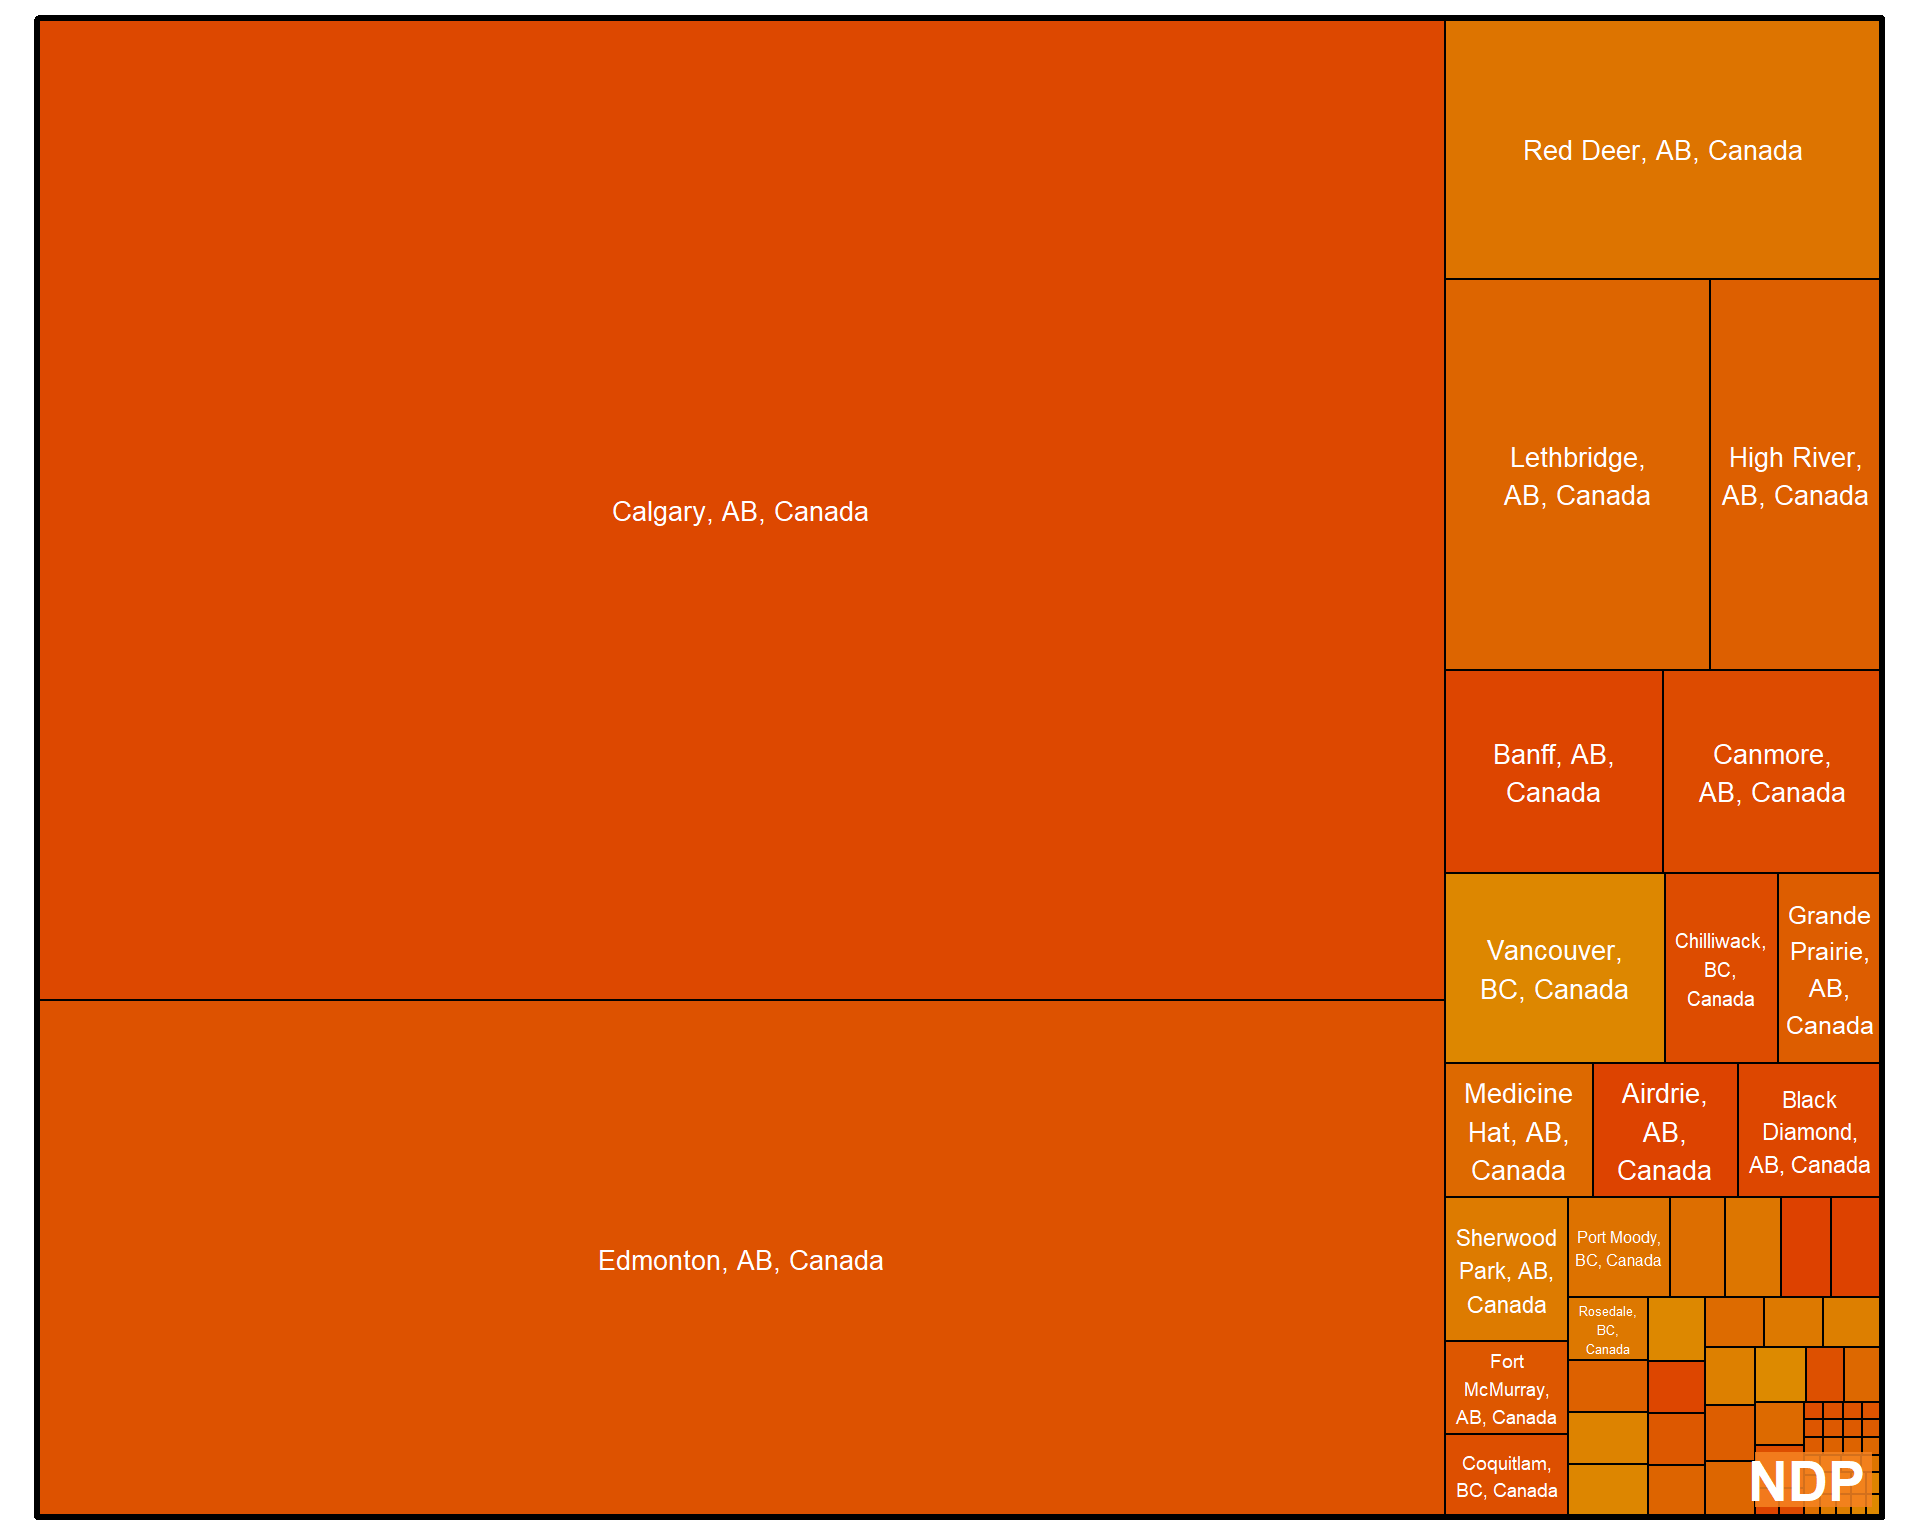 Calgary, AB, Canada
Edmonton, AB, Canada
Red Deer, AB, Canada
Lethbridge,
AB, Canada
High River,
AB, Canada
Banff, AB,
Canada
Canmore,
AB, Canada
Vancouver,
BC, Canada
Chilliwack,
BC,
Canada
Grande
Prairie,
AB,
Canada
Medicine
Hat, AB,
Canada
Airdrie,
AB,
Canada
Black
Diamond,
AB, Canada
Sherwood
Park, AB,
Canada
Port Moody,
BC, Canada
Rosedale,
BC,
Canada
Fort
McMurray,
AB, Canada
Coquitlam,
BC, Canada
NDP